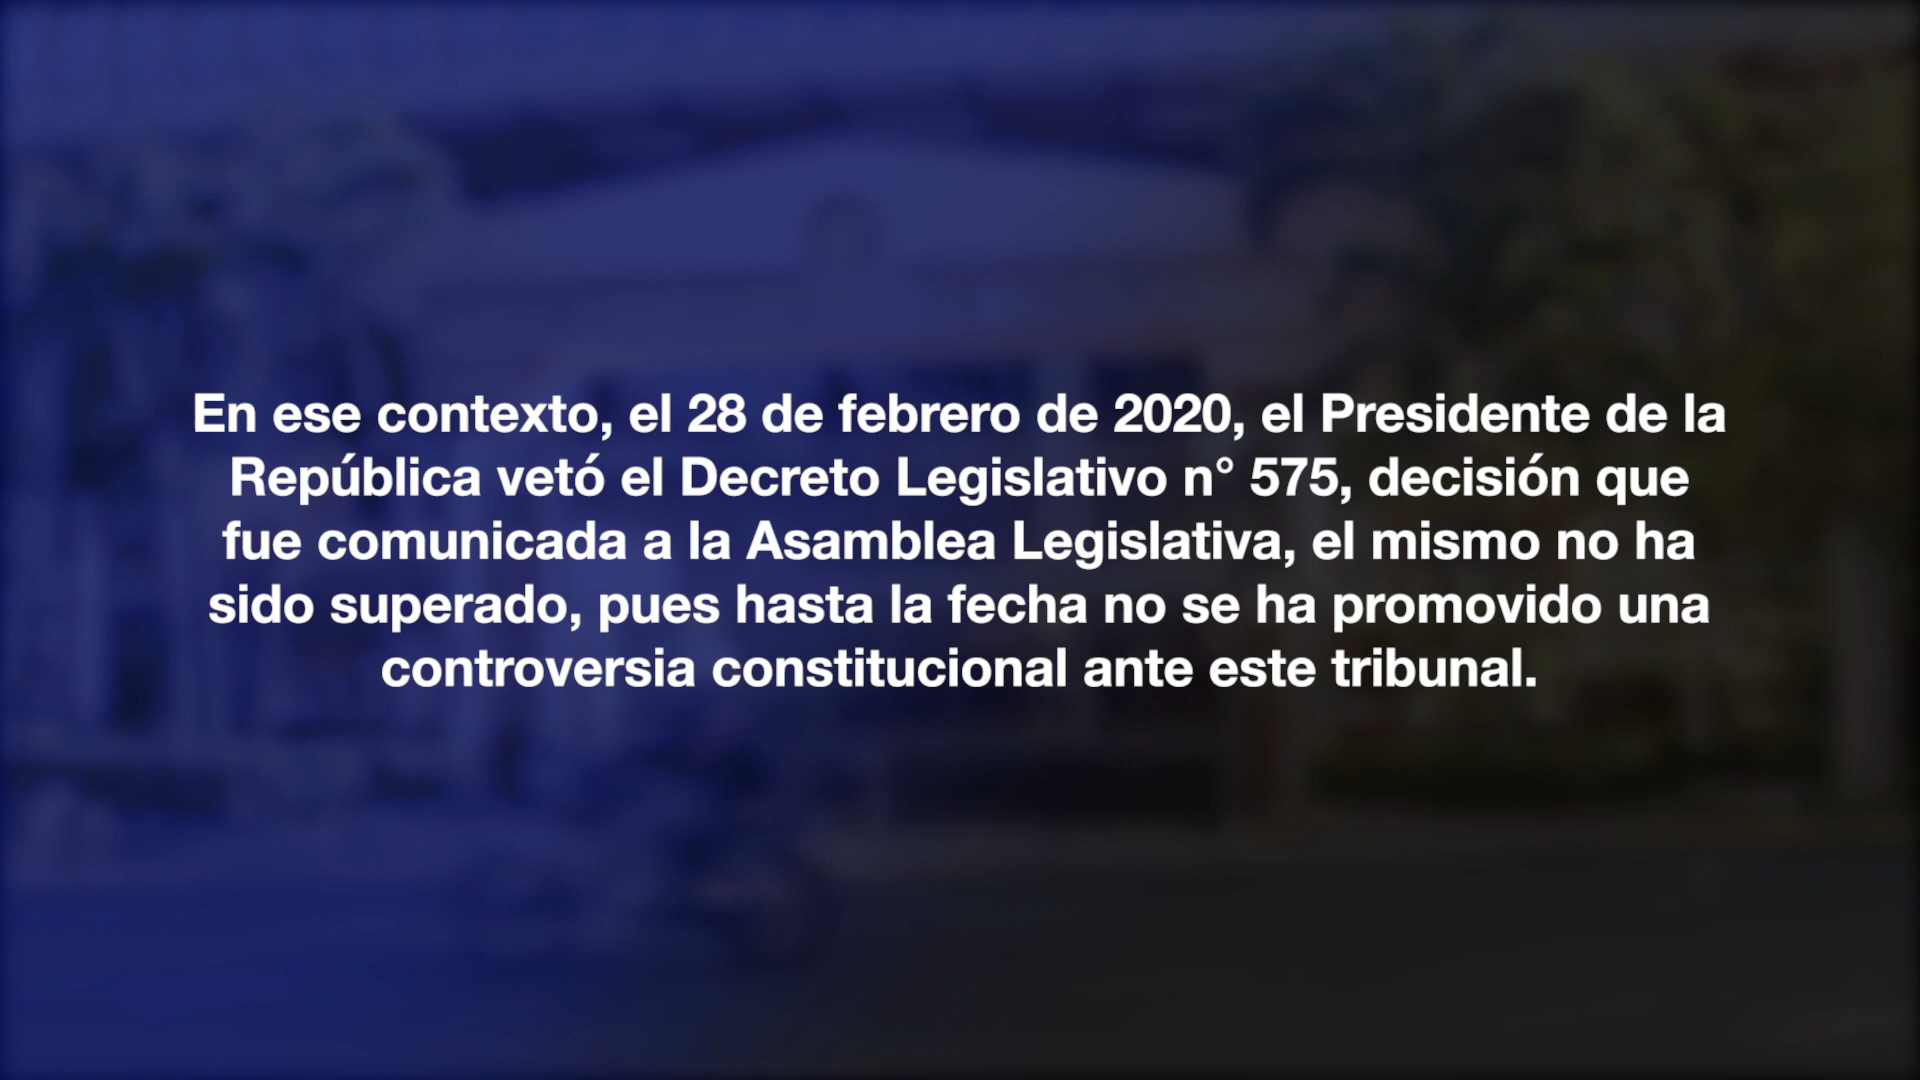 En ese contexto, el 28 de febrero de 2020, el Presidente de la
República vetó el Decreto Legislativo n° 575, decisión que
fue comunicada a la Asamblea Legislativa, el mismo no ha
sido superado, pues hasta la fecha no se ha promovido una
controversia constitucional ante este tribunal.